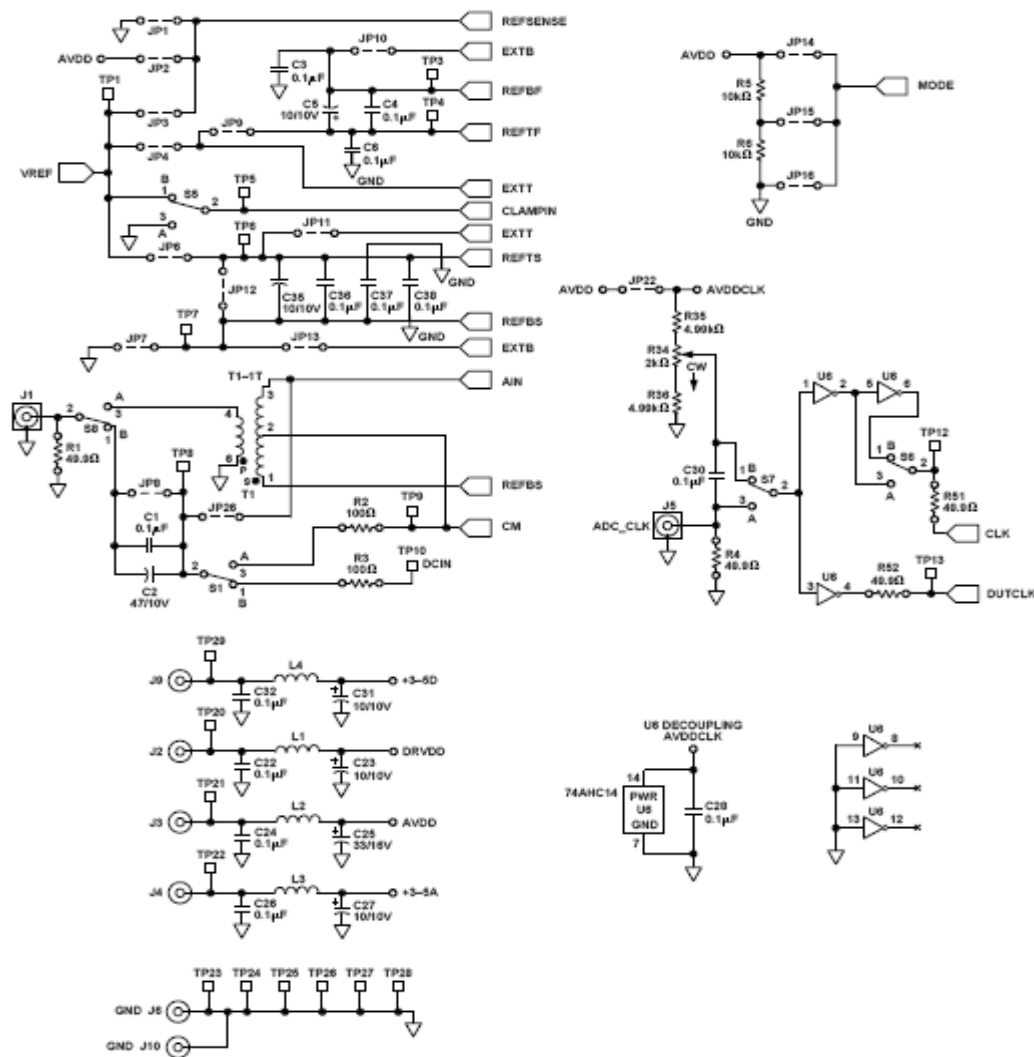 JP1
REFSENSE
AVDD
JP2
JP10
EXTB
TP1
C3
0.1µF
TP3
C5
10/10V
C4
0.1µF
REFBF
TP4
JP3
JP9
REFTF
JP4
C6
0.1µF
GND
VREF
EXTT
B
1
S5
2
TP5
CLAMPIN
3
A
TP6
JP11
EXTT
JP6
REFTS
JP12
C35
10/10V
C36
0.1µF
C37
0.1µF
C38
0.1µF
GND
REFBS
GND
TP7
JP7
JP13
EXTB
T1–1T
AIN
J1
2
A
3
1
B
S8
R1
49.9Ω
4
6
P
S
3
2
1
T1
TP8
REFBS
JP8
JP26
R2
100Ω
TP9
CM
C1
0.1µF
A
3
R3
100Ω
TP10
DCIN
C2
47/10V
2
S1
1
B
AVDD
JP14
R5
10kΩ
MODE
JP15
R6
10kΩ
JP16
GND
AVDD
JP22
AVDDCLK
R35
4.99kΩ
R34
2kΩ
CW
R36
4.99kΩ
1
U6
2
5
U6
6
TP12
C30
0.1µF
1
B
S7
2
3
A
1
B
S6
2
3
A
R51
49.9Ω
J5
ADC_CLK
CLK
R4
49.9Ω
U6
3
4
R52
49.9Ω
TP13
DUTCLK
TP29
J9
L4
C32
0.1µF
C31
10/10V
+3–5D
TP20
J2
L1
C22
0.1µF
C23
10/10V
DRVDD
TP21
J3
L2
C24
0.1µF
C25
33/16V
AVDD
TP22
J4
L3
C26
0.1µF
C27
10/10V
+3–5A
U6 DECOUPLING
AVDDCLK
14
74AHC14
PWR
U6
GND
7
C28
0.1µF
9
U6
8
11
U6
10
13
U6
12
TP23
TP24
TP25
TP26
TP27
TP28
GND J6
GND J10